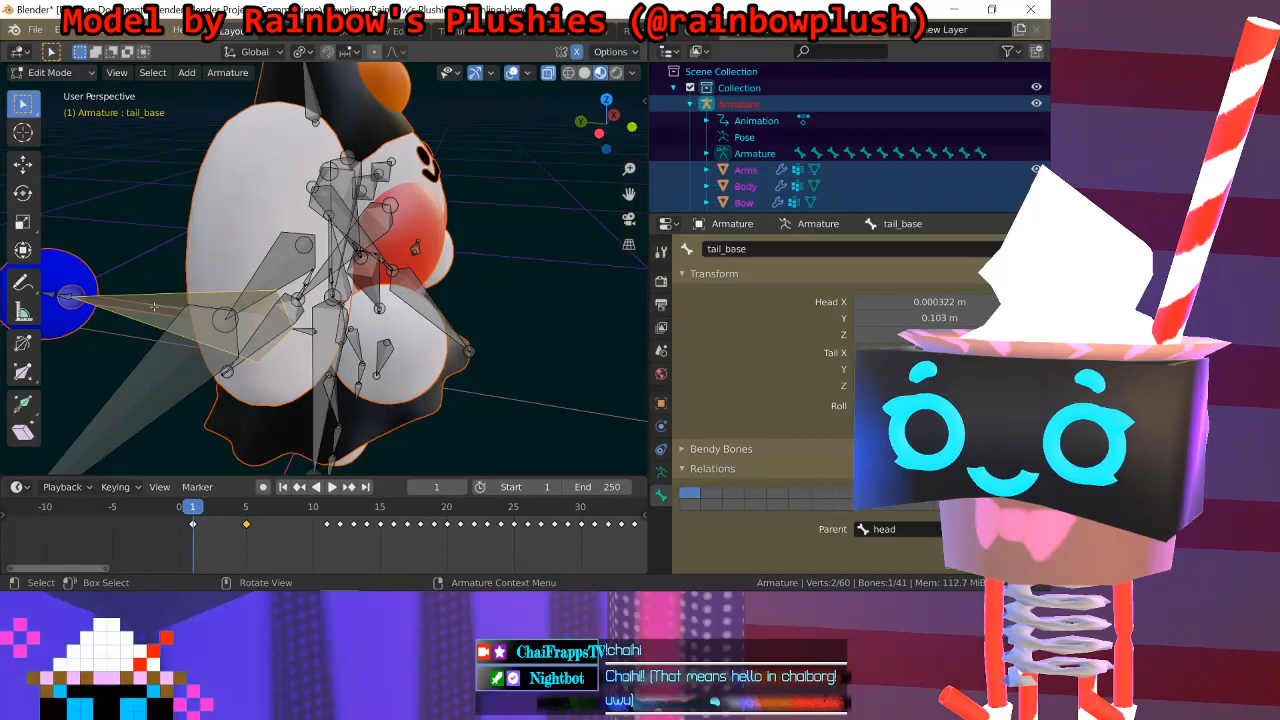 Model by Rainbow's Plushies (@rainbowplush)
Blender*
File
New Layer
Global
Options
Edit Mode
View
Select
Add
Armature
User Perspective
(1) Armature : tail_base
Z
X
Y
Scene Collection
Collection
Armature
Animation
Pose
Armature
Arms
Body
Bow
Armature
Armature
tail_base
tail_base
Transform
Head X
0.000322 m
Y
0.103 m
Z
Tail X
Y
Z
Roll
Bendy Bones
Relations
Parent
head
Playback
Keying
View
Marker
1
Start
1
End
250
-10
-5
1
5
10
15
20
25
30
Select
Box Select
Rotate View
Armature Context Menu
Armature | Verts:2/60 | Bones:1/41 | Mem: 112.7 MiB
ChaiFrappsTV
!chaihi
Nightbot
Chaihi!! (That means hello in chaiborg!
uwu)